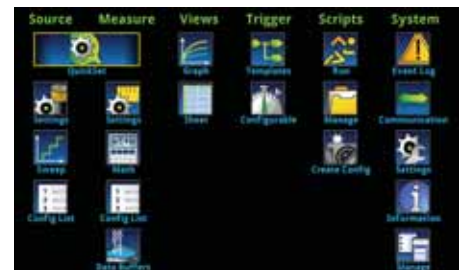 Source Measure Views Trigger Scripts System
QuickSet Graph Templates Run Event Log
Settings Settings Sheet Configurable Manage Communication
Sweep Math Create Config Settings
Config List Config List Information
Data Buffers Manage